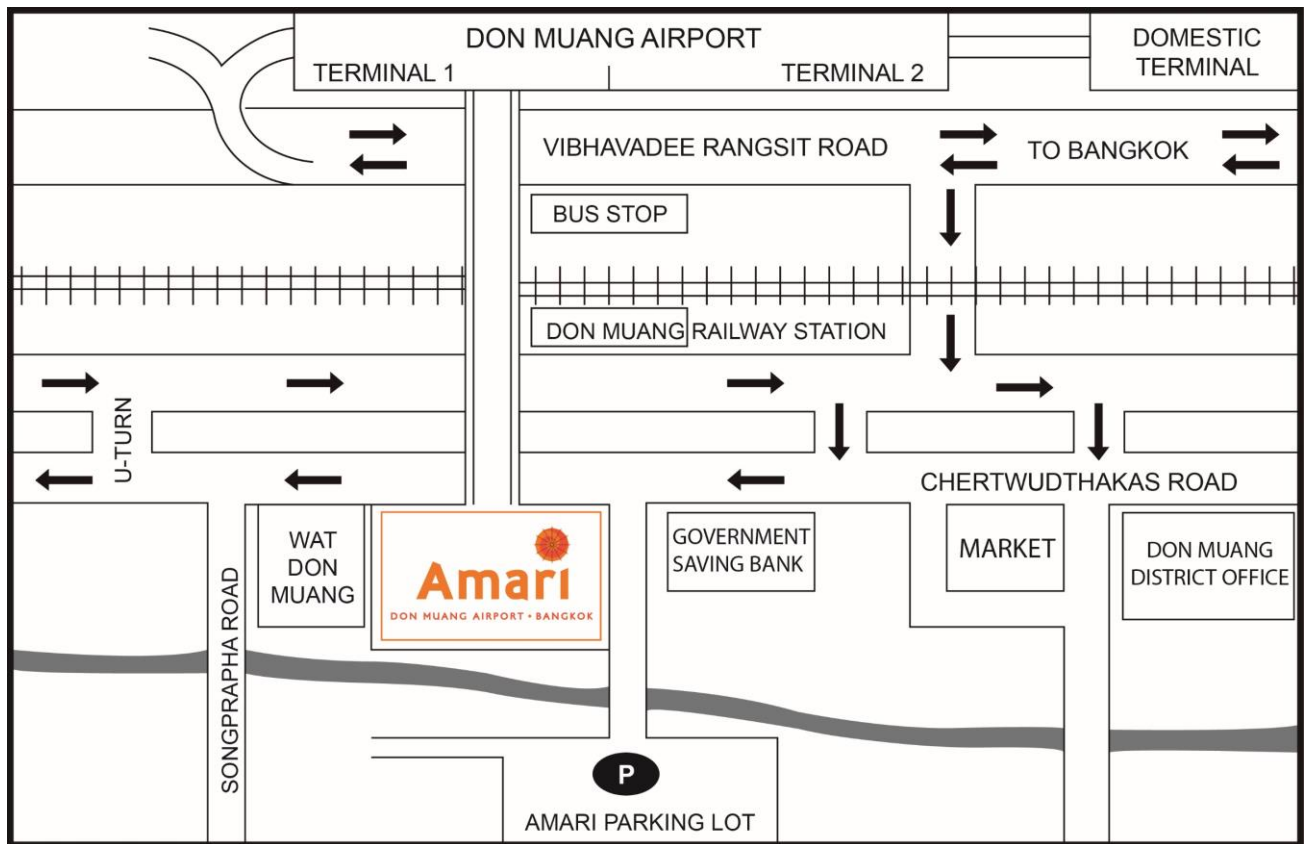 DON MUANG AIRPORT
TERMINAL 1
TERMINAL 2
DOMESTIC
TERMINAL
VIBHAVADEE RANGSIT ROAD
TO BANGKOK
BUS STOP
DON MUANG RAILWAY STATION
U-TURN
CHERTWUDTHAKAS ROAD
SONGPRAPHA ROAD
WAT
DON
MUANG
Amari
DON MUANG AIRPORT • BANGKOK
GOVERNMENT
SAVING BANK
MARKET
DON MUANG
DISTRICT OFFICE
P
AMARI PARKING LOT